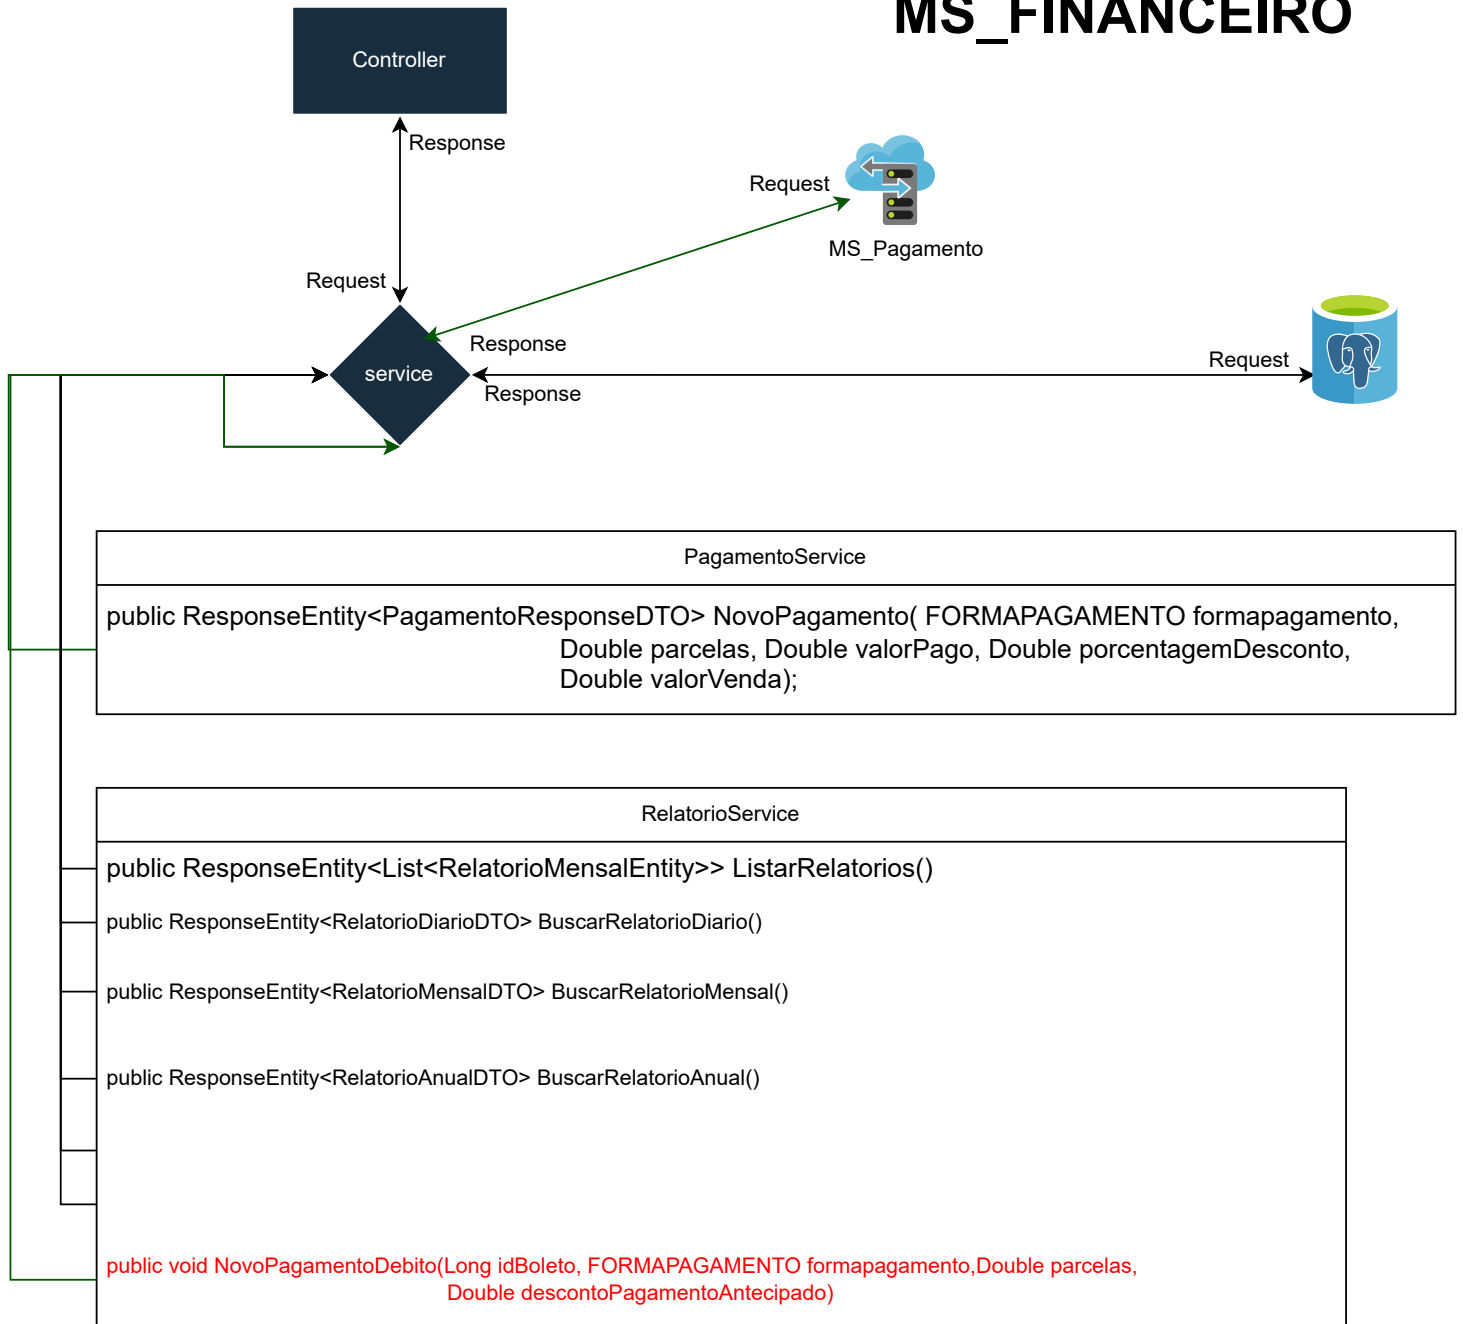 MS_FINANCEIRO
Controller
Response
Request
MS_Pagamento
Request
Response
service
Request
Response
PagamentoService
public ResponseEntity<PagamentoResponseDTO> NovoPagamento( FORMAPAGAMENTO formapagamento,
Double parcelas, Double valorPago, Double porcentagemDesconto,
Double valorVenda);
RelatorioService
public ResponseEntity<List<RelatorioMensalEntity>> ListarRelatorios()
public ResponseEntity<RelatorioDiarioDTO> BuscarRelatorioDiario()
public ResponseEntity<RelatorioMensalDTO> BuscarRelatorioMensal()
public ResponseEntity<RelatorioAnualDTO> BuscarRelatorioAnual()
public void NovoPagamentoDebito(Long idBoleto, FORMAPAGAMENTO formapagamento,Double parcelas,
Double descontoPagamentoAntecipado)